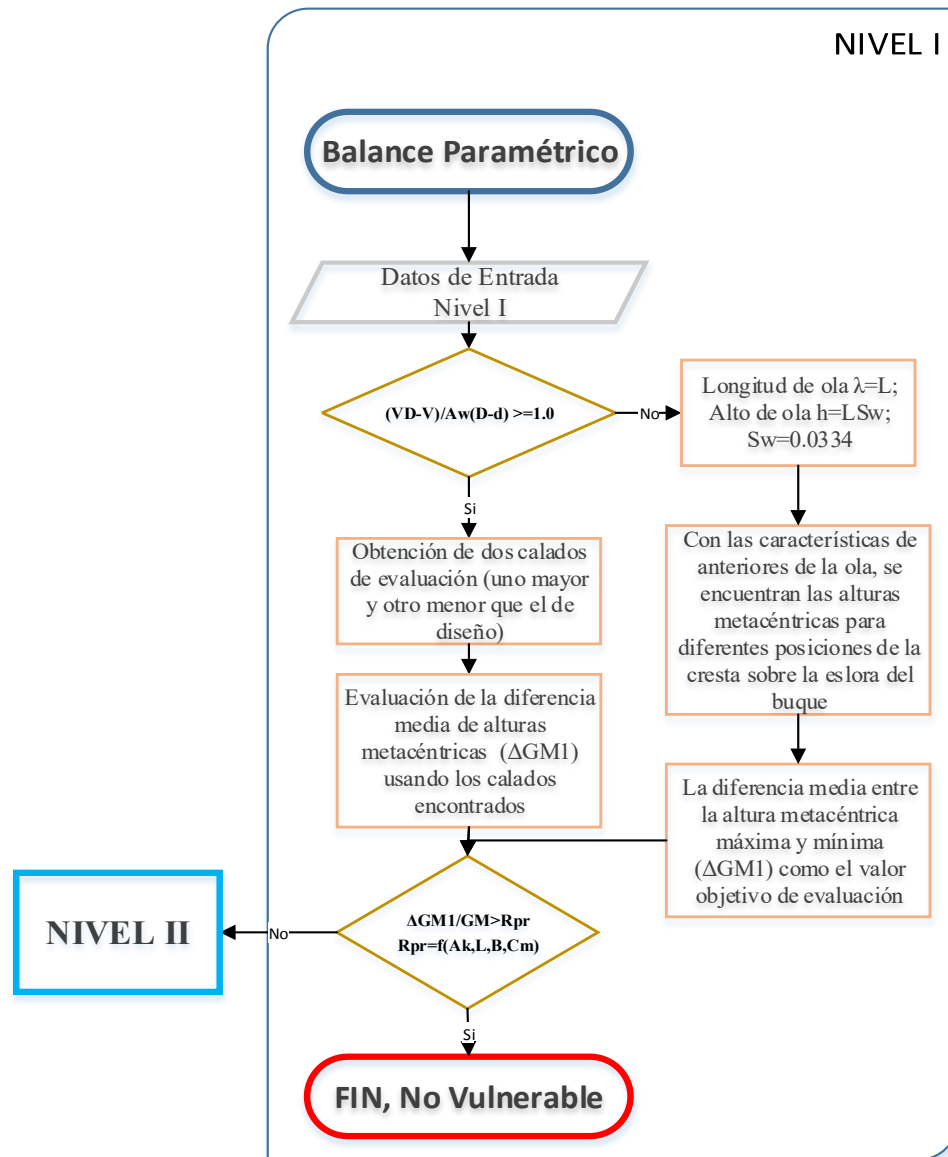 NIVEL I
Balance Paramétrico
Datos de Entrada
Nivel I
(VD-V)/Aw(D-d) >=1.0
No
Longitud de ola λ=L;
Alto de ola h=LSw;
Sw=0.0334
Si
Obtención de dos calados
de evaluación (uno mayor
y otro menor que el de
diseño)
Con las características de
anteriores de la ola, se
encuentran las alturas
metacéntricas para
diferentes posiciones de la
cresta sobre la eslora del
buque
Evaluación de la diferencia
media de alturas
metacéntricas (ΔGM1)
usando los calados
encontrados
La diferencia media entre
la altura metacéntrica
máxima y mínima
(ΔGM1) como el valor
objetivo de evaluación
ΔGM1/GM>Rpr
Rpr=f(Ak,L,B,Cm)
No
NIVEL II
Si
FIN, No Vulnerable